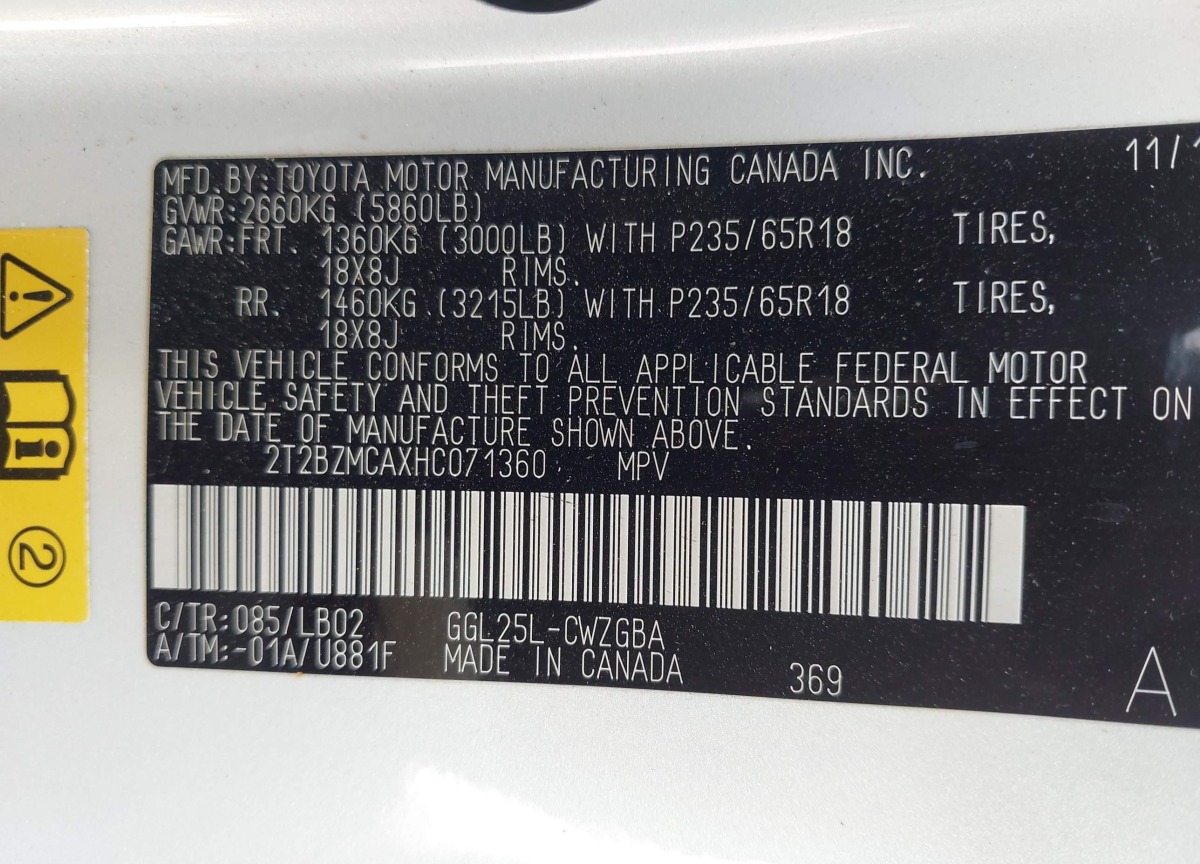 MFD. BY: TOYOTA MOTOR MANUFACTURING CANADA INC. 11/1
GVWR: 2660KG (5860LB)
GAWR: FRT. 1360KG (3000LB) WITH P235/65R18 TIRES,
18X8J RIMS.
RR. 1460KG (3215LB) WITH P235/65R18 TIRES,
18X8J RIMS.
THIS VEHICLE CONFORMS TO ALL APPLICABLE FEDERAL MOTOR
VEHICLE SAFETY AND THEFT PREVENTION STANDARDS IN EFFECT ON
THE DATE OF MANUFACTURE SHOWN ABOVE.
2T2BZMCAXHC071360 MPV
C/TR: 085/LB02 GGL25L-CWZGBA
A/TM: -01A/U881F MADE IN CANADA 369 A
2